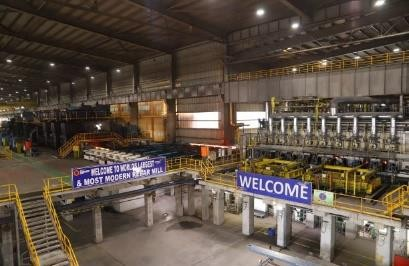 WELCOME TO WORLD'S LARGEST
& MOST MODERN REBAR MILL
WELCOME